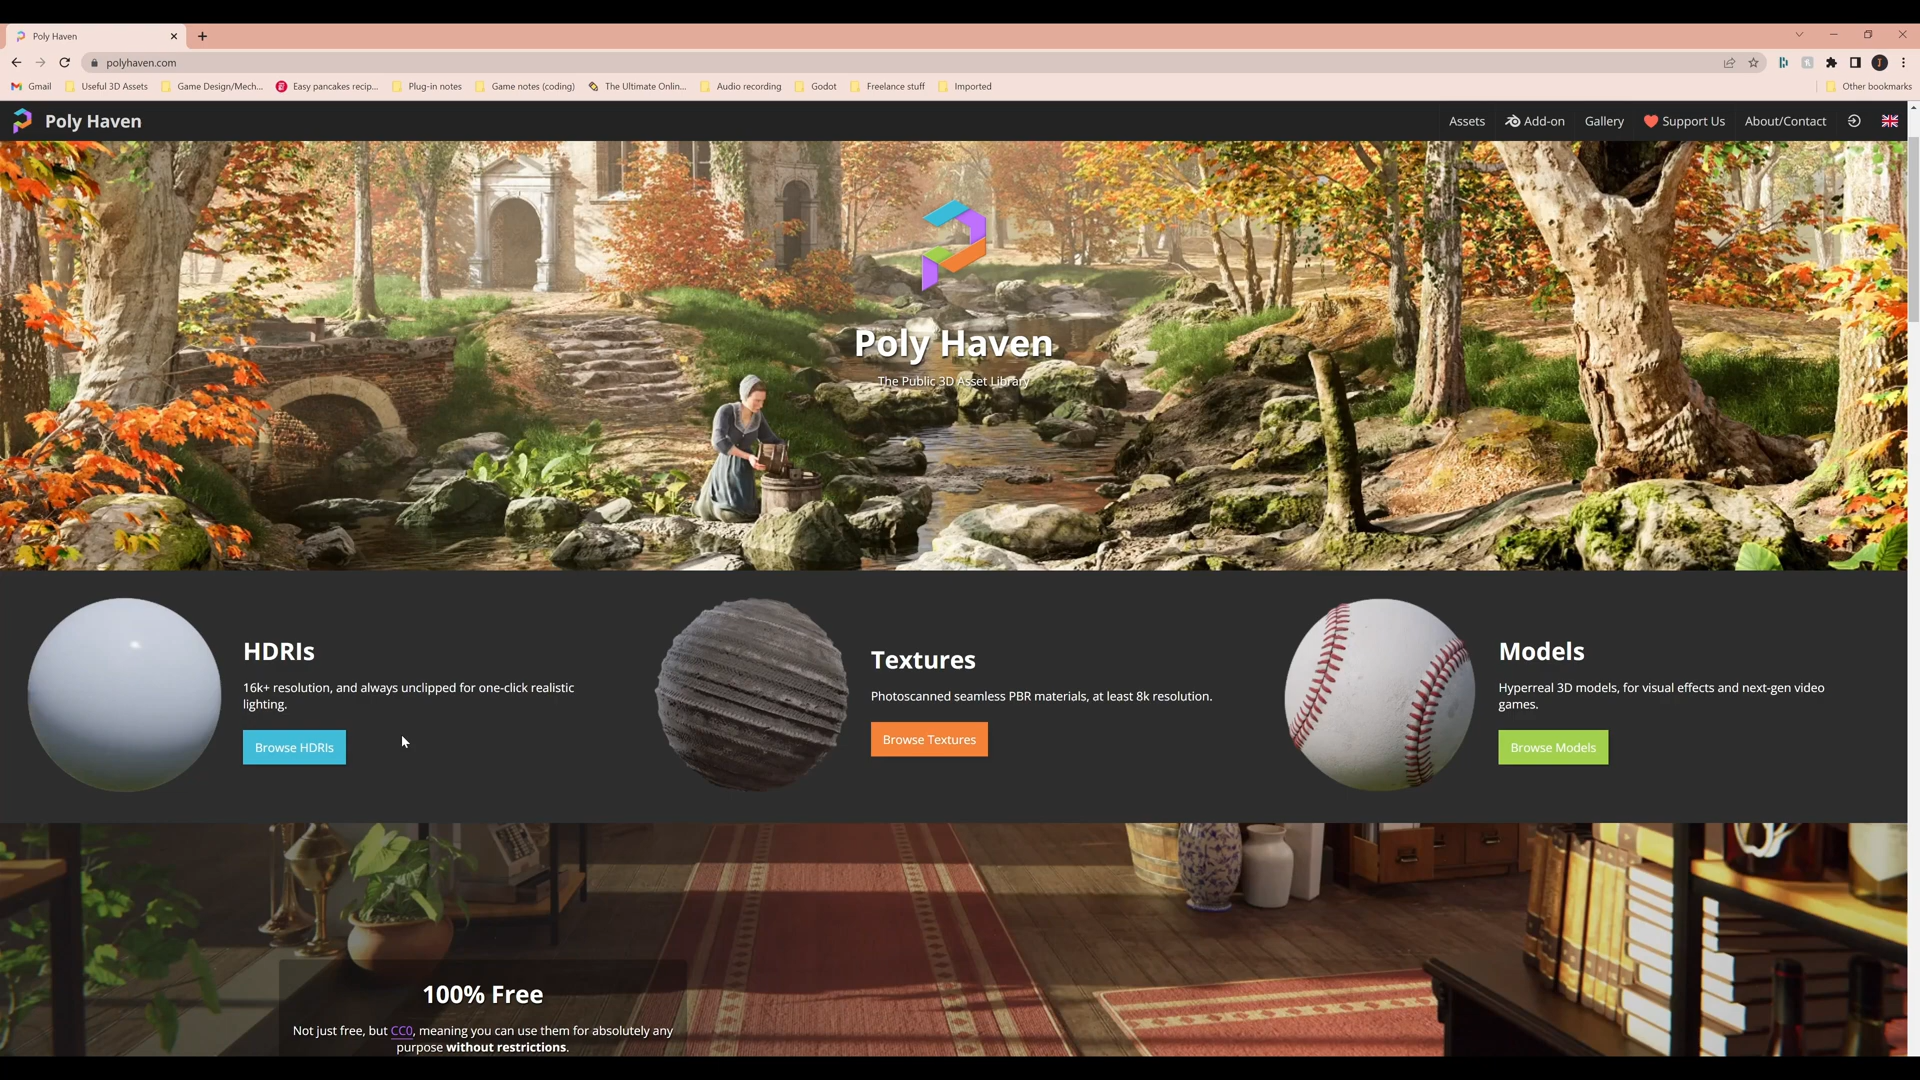 Poly Haven
polyhaven.com
Gmail
Useful 3D Assets
Game Design/Mech...
Easy pancakes recip...
Plug-in notes
Game notes (coding)
The Ultimate Onlin...
Audio recording
Godot
Freelance stuff
Imported
Other bookmarks
Poly Haven
Assets
Add-on
Gallery
Support Us
About/Contact
Poly Haven
The Public 3D Asset Library
HDRIs
16k+ resolution, and always unclipped for one-click realistic
lighting.
Browse HDRIs
Textures
Photoscanned seamless PBR materials, at least 8k resolution.
Browse Textures
Models
Hyperreal 3D models, for visual effects and next-gen video
games.
Browse Models
100% Free
Not just free, but CC0, meaning you can use them for absolutely any
purpose without restrictions.